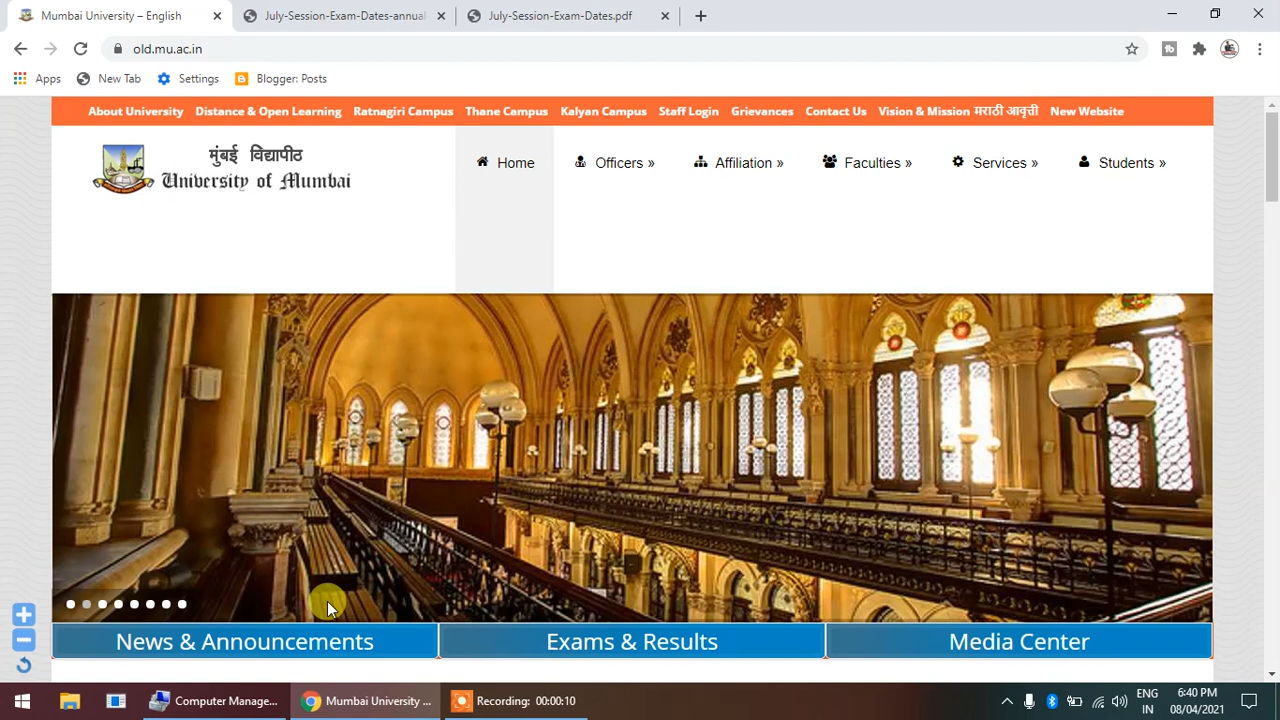 Mumbai University – English
July-Session-Exam-Dates-annual-
July-Session-Exam-Dates.pdf
old.mu.ac.in
Apps
New Tab
Settings
Blogger: Posts
About University
Distance & Open Learning
Ratnagiri Campus
Thane Campus
Kalyan Campus
Staff Login
Grievances
Contact Us
Vision & Mission
मराठी आवृत्ती
New Website
मुंबई विद्यापीठ
University of Mumbai
Home
Officers »
Affiliation »
Faculties »
Services »
Students »
News & Announcements
Exams & Results
Media Center
Computer Manage...
Mumbai University ...
Recording: 00:00:10
ENG
IN
6:40 PM
08/04/2021